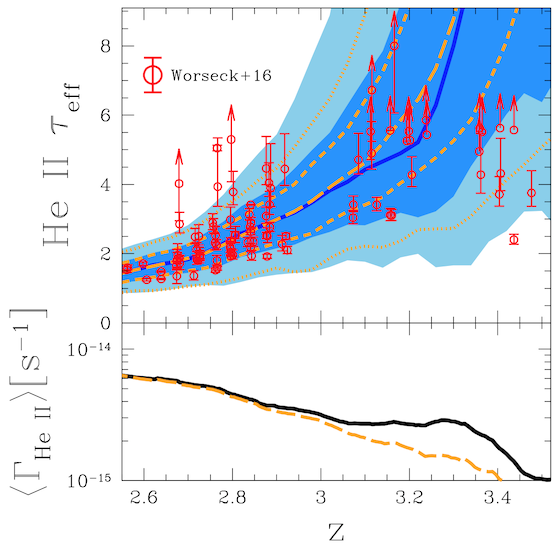 8
6
4
2
0
He II τeff
Worseck+16
10⁻¹⁴
10⁻¹⁵
⟨Γ_He II⟩[s⁻¹]
2.6 2.8 3 3.2 3.4
z